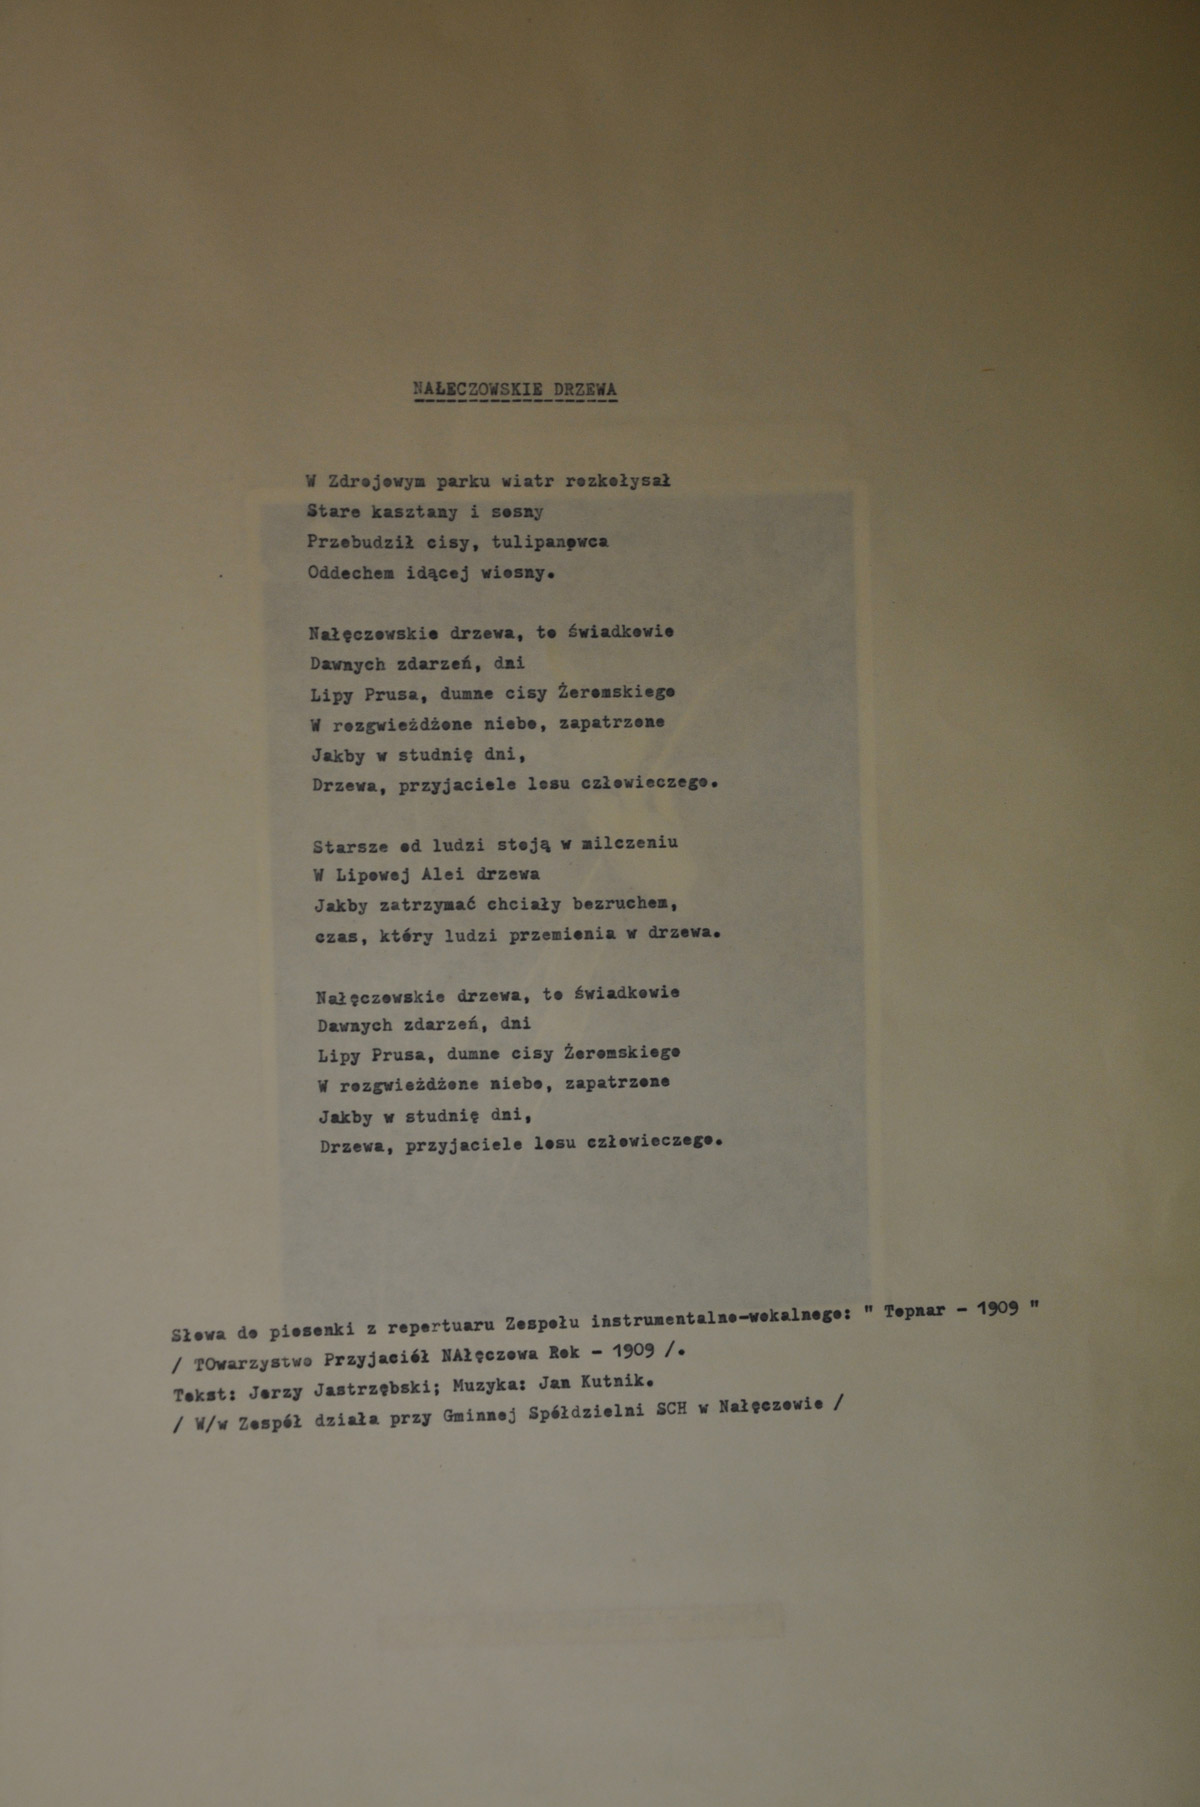 NAŁECZOWSKIE DRZEWA
W Zdrojowym parku wiatr rozkołysał
Stare kasztany i sosny
Przebudził cisy, tulipanowca
Oddechem idącej wiosny.
Nałęczowskie drzewa, to świadkowie
Dawnych zdarzeń, dni
Lipy Prusa, dumne cisy Żeromskiego
W rozgwieżdżone niebo, zapatrzone
Jakby w studnię dni,
Drzewa, przyjaciele losu człowieczego.
Starsze od ludzi stoją w milczeniu
W Lipowej Alei drzewa
Jakby zatrzymać chciały bezruchem,
czas, który ludzi przemienia w drzewa.
Nałęczowskie drzewa, to świadkowie
Dawnych zdarzeń, dni
Lipy Prusa, dumne cisy Żeromskiego
W rozgwieżdżone niebo, zapatrzone
Jakby w studnię dni,
Drzewa, przyjaciele losu człowieczego.
Słowa do piosenki z repertuaru Zespołu instrumentalno-wokalnego: " Topnar - 1909 "
/ TOwarzystwo Przyjaciół NAłęczowa Rok - 1909 /.
Tekst: Jerzy Jastrzębski; Muzyka: Jan Kutnik.
/ W/w Zespół działa przy Gminnej Spółdzielni SCH w Nałęczowie /